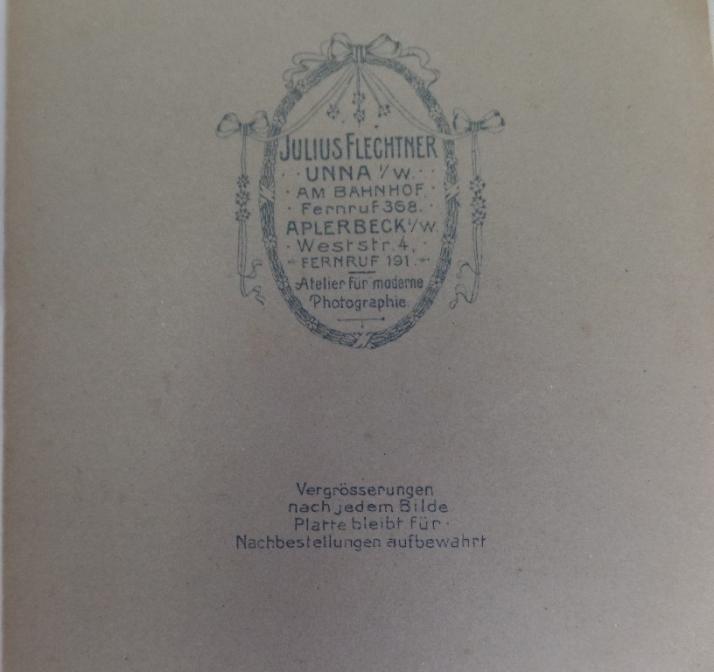 JULIUS FLECHTNER
UNNA i/W.
AM BAHNHOF.
Fernruf 368.
APLERBECK i/W.
Weststr. 4,
FERNRUF 191.
Atelier für moderne
Photographie
Vergrösserungen
nach jedem Bilde
Platte bleibt für
Nachbestellungen aufbewahrt